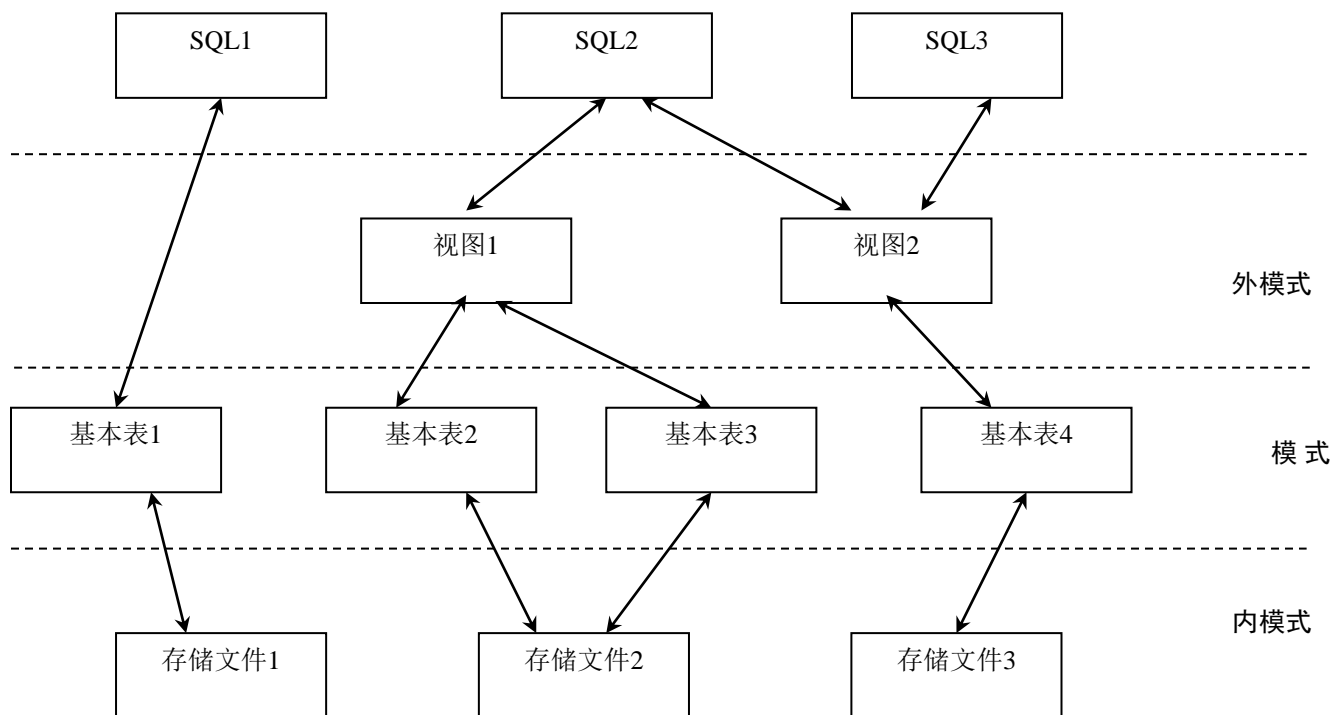 SQL1
SQL2
SQL3
视图1
视图2
外模式
基本表1
基本表2
基本表3
基本表4
模 式
内模式
存储文件1
存储文件2
存储文件3